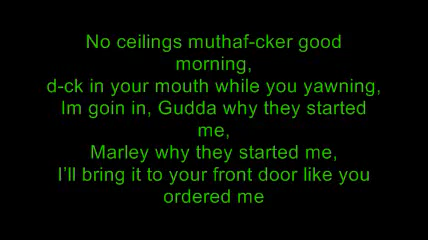 No ceilings muthaf-cker good
morning,
d-ck in your mouth while you yawning,
Im goin in, Gudda why they started
me,
Marley why they started me,
I'll bring it to your front door like you
ordered me